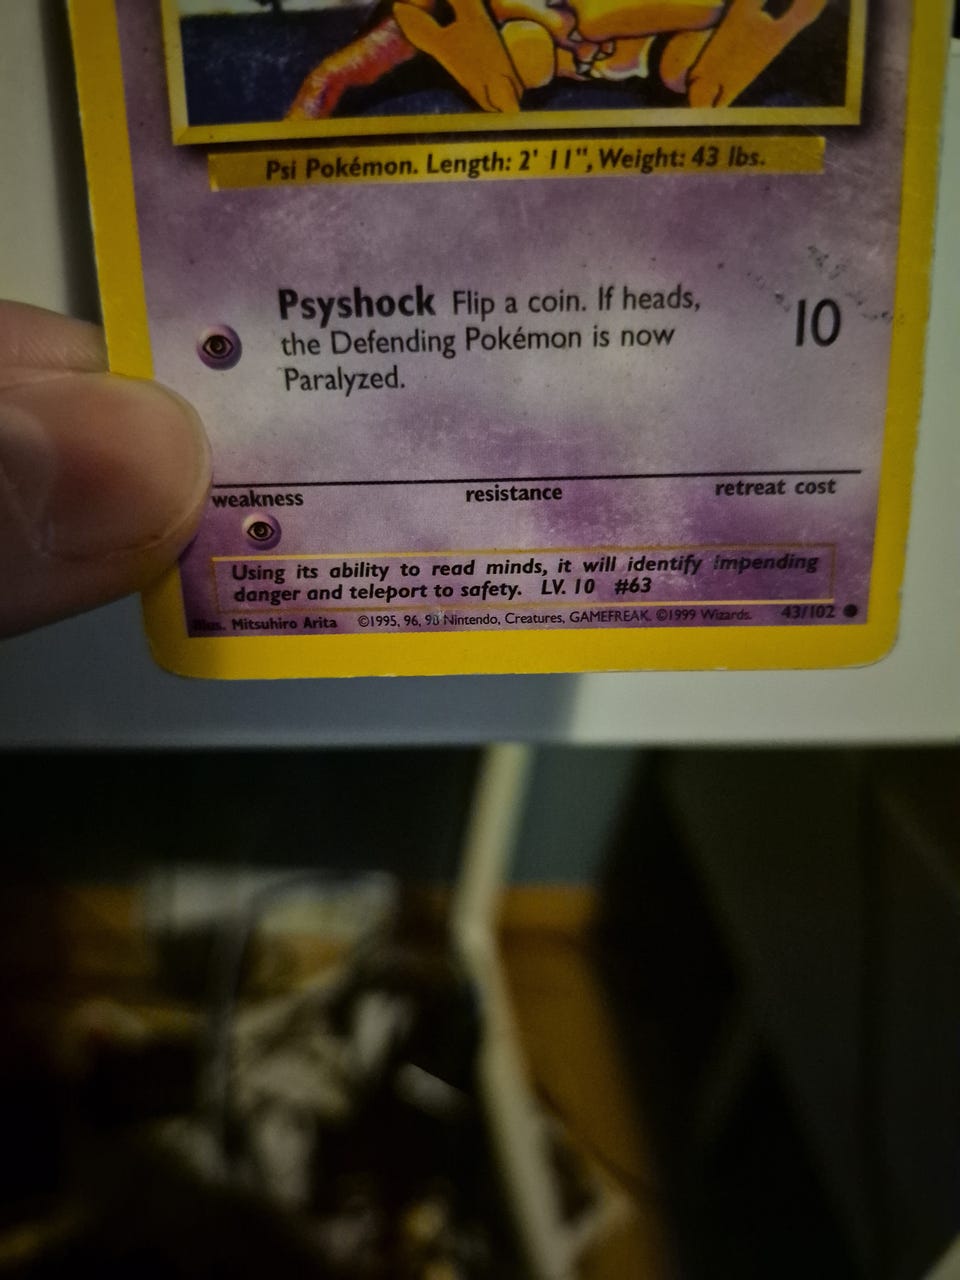 Psi Pokémon. Length: 2' 11", Weight: 43 lbs.
Psyshock Flip a coin. If heads,
the Defending Pokémon is now
Paralyzed.
10
weakness resistance retreat cost
Using its ability to read minds, it will identify impending
danger and teleport to safety. LV. 10 #63
Illus. Mitsuhiro Arita ©1995, 96, 98 Nintendo, Creatures, GAMEFREAK. ©1999 Wizards. 43/102